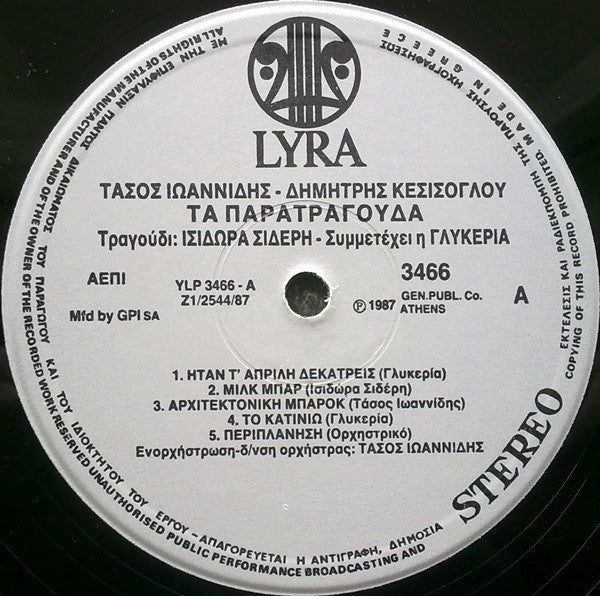 LYRA
ΤΑΣΟΣ ΙΩΑΝΝΙΔΗΣ - ΔΗΜΗΤΡΗΣ ΚΕΣΙΣΟΓΛΟΥ
ΤΑ ΠΑΡΑΤΡΑΓΟΥΔΑ
Τραγούδι: ΙΣΙΔΩΡΑ ΣΙΔΕΡΗ - Συμμετέχει η ΓΛΥΚΕΡΙΑ
ΑΕΠΙ
YLP 3466 - A
Z1/2544/87
Mfd by GPI SA
3466
℗ 1987 GEN.PUBL. Co.
ATHENS
A
1. ΗΤΑΝ Τ' ΑΠΡΙΛΗ ΔΕΚΑΤΡΕΙΣ (Γλυκερία)
2. ΜΙΛΚ ΜΠΑΡ (Ισιδώρα Σιδέρη)
3. ΑΡΧΙΤΕΚΤΟΝΙΚΗ ΜΠΑΡΟΚ (Τάσος Ιωαννίδης)
4. ΤΟ ΚΑΤΙΝΙΩ (Γλυκερία)
5. ΠΕΡΙΠΛΑΝΗΣΗ (Ορχηστρικό)
Ενορχήστρωση-δ/νση ορχήστρας: ΤΑΣΟΣ ΙΩΑΝΝΙΔΗΣ
STEREO
ΜΕ ΤΗΝ ΕΠΙΦΥΛΑΞΙΝ ΠΑΝΤΟΣ ΔΙΚΑΙΩΜΑΤΟΣ ΤΟΥ ΠΑΡΑΓΩΓΟΥ ΚΑΙ ΤΟΥ ΙΔΙΟΚΤΗΤΟΥ ΤΟΥ ΕΡΓΟΥ - ΑΠΑΓΟΡΕΥΕΤΑΙ Η ΑΝΤΙΓΡΑΦΗ, ΔΗΜΟΣΙΑ ΕΚΤΕΛΕΣΙΣ ΚΑΙ ΡΑΔΙΕΚΠΟΜΠΗ ΤΗΣ ΠΑΡΟΥΣΗΣ ΗΧΟΓΡΑΦΗΣΕΩΣ
ALL RIGHTS OF THE MANUFACTURER AND OF THE OWNER OF THE RECORDED WORK RESERVED UNAUTHORISED PUBLIC PERFORMANCE BROADCASTING AND COPYING OF THIS RECORD PROHIBITED MADE IN GREECE